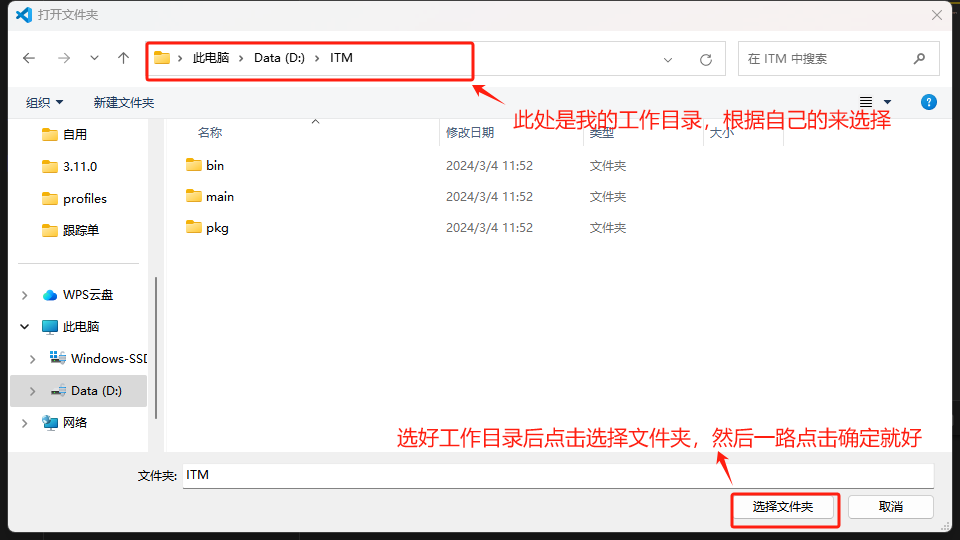 打开文件夹
此电脑 > Data (D:) > ITM
在 ITM 中搜索
组织
新建文件夹
此处是我的工作目录，根据自己的来选择
名称
修改日期
类型
大小
自用
3.11.0
profiles
跟踪单
bin 2024/3/4 11:52 文件夹
main 2024/3/4 11:52 文件夹
pkg 2024/3/4 11:52 文件夹
WPS云盘
此电脑
Windows-SSD
Data (D:)
网络
选好工作目录后点击选择文件夹，然后一路点击确定就好
文件夹: ITM
选择文件夹
取消